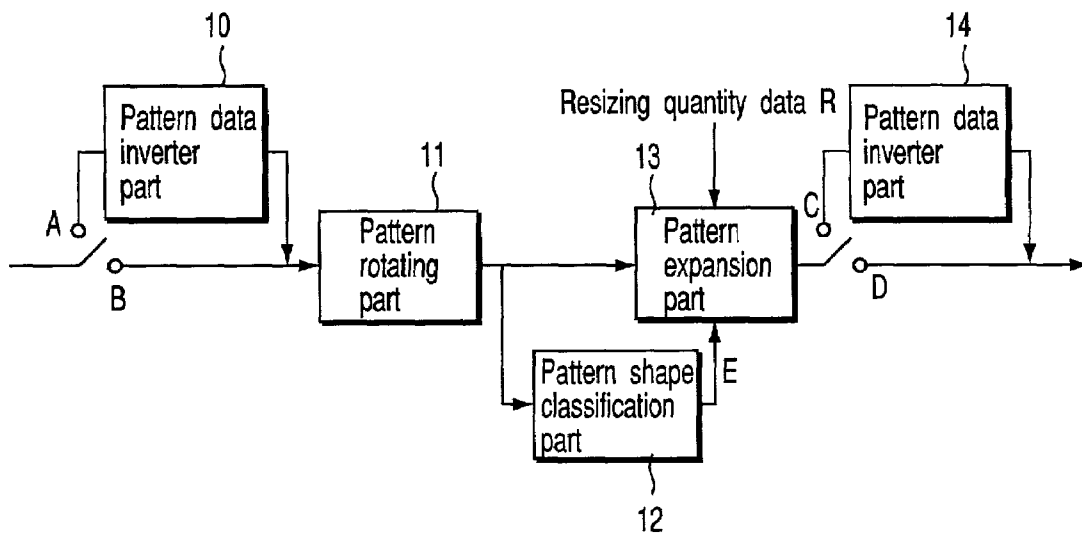 10
Pattern data
inverter
part
A
B
11
Pattern
rotating
part
Resizing quantity data R
13
Pattern
expansion
part
E
Pattern shape
classification
part
12
14
Pattern data
inverter
part
C
D